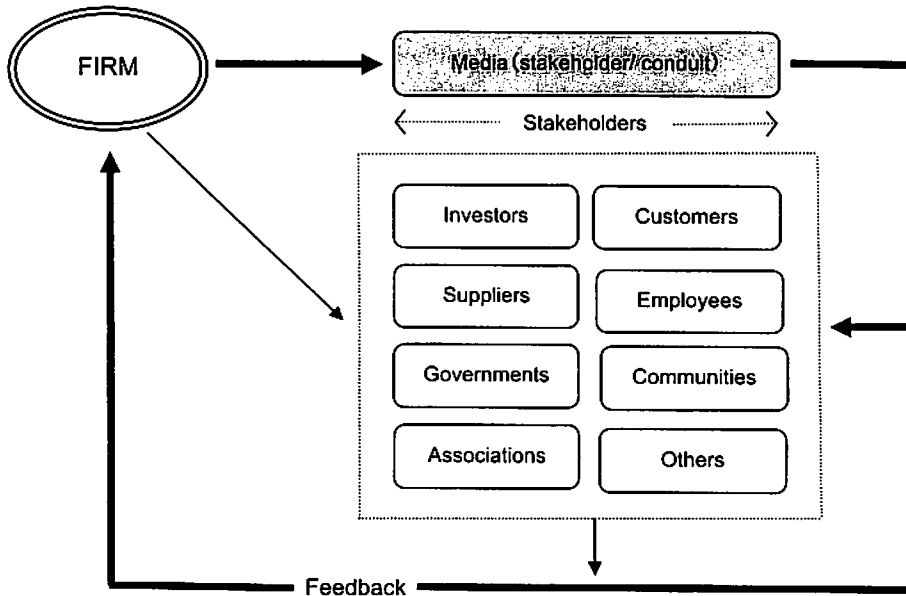 FIRM
Media (stakeholder//conduit)
Stakeholders
Investors
Customers
Suppliers
Employees
Governments
Communities
Associations
Others
Feedback